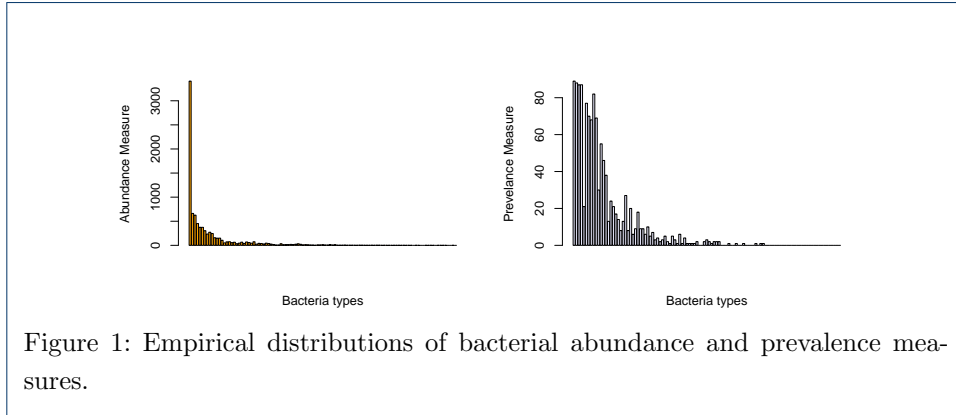 Abundance Measure
0
1000
2000
3000
Bacteria types
Prevelance Measure
0
20
40
60
80
Bacteria types
Figure 1: Empirical distributions of bacterial abundance and prevalence mea-
sures.